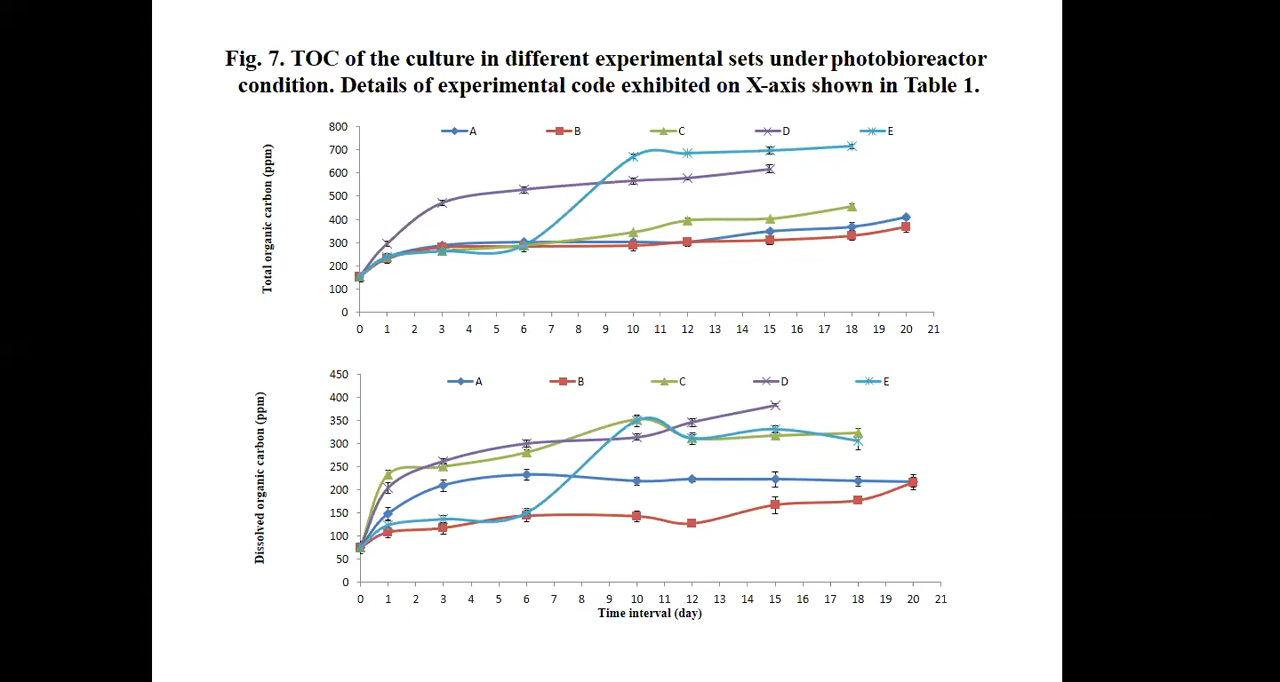 Fig. 7. TOC of the culture in different experimental sets under photobioreactor
condition. Details of experimental code exhibited on X-axis shown in Table 1.
A B C D E
Total organic carbon (ppm)
800
700
600
500
400
300
200
100
0
0 1 2 3 4 5 6 7 8 9 10 11 12 13 14 15 16 17 18 19 20 21
A B C D E
Dissolved organic carbon (ppm)
450
400
350
300
250
200
150
100
50
0
0 1 2 3 4 5 6 7 8 9 10 11 12 13 14 15 16 17 18 19 20 21
Time interval (day)